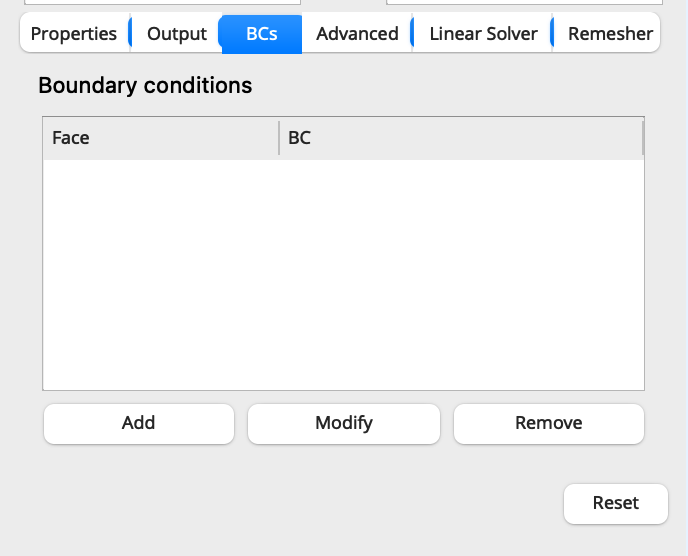 Properties Output BCs Advanced Linear Solver Remesher
Boundary conditions
Face BC
Add Modify Remove
Reset